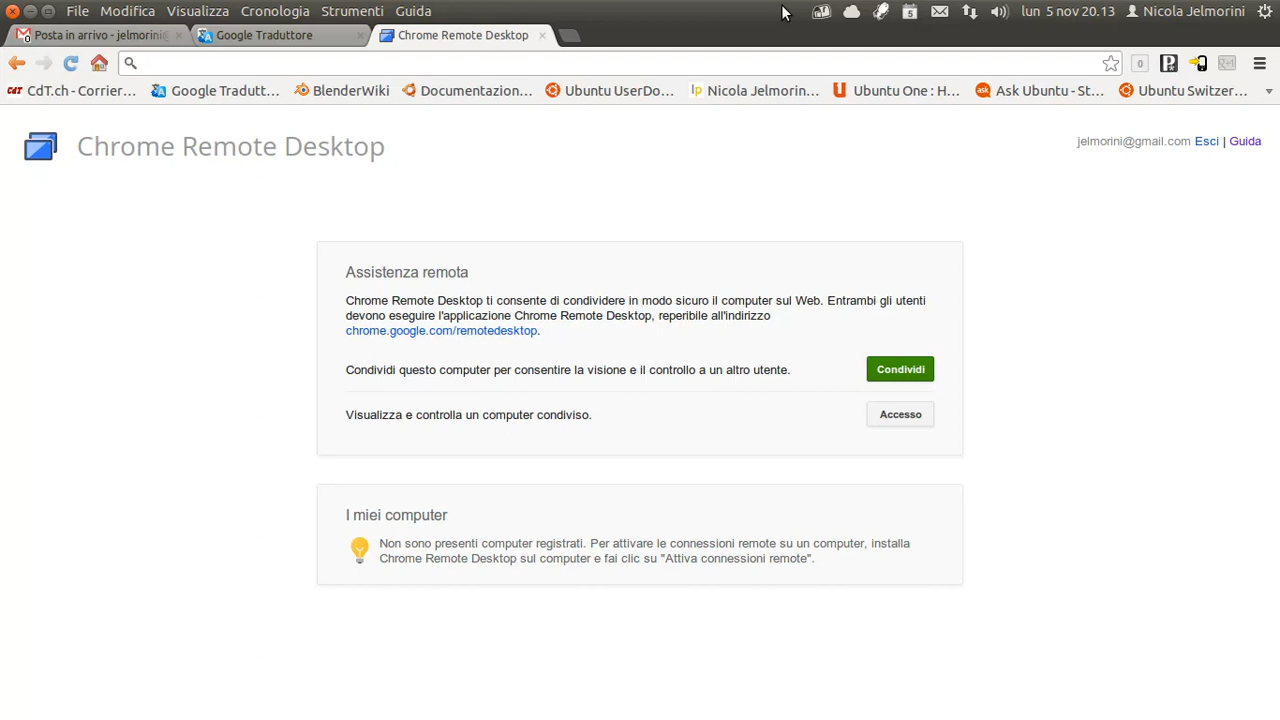 File Modifica Visualizza Cronologia Strumenti Guida lun 5 nov 20.13 Nicola Jelmorini
Posta in arrivo - jelmorini@ Google Traduttore Chrome Remote Desktop
CdT.ch - Corrier... Google Tradutt... BlenderWiki Documentazion... Ubuntu UserDo... Nicola Jelmorin... Ubuntu One : H... Ask Ubuntu - St... Ubuntu Switzer...
Chrome Remote Desktop
jelmorini@gmail.com Esci | Guida
Assistenza remota
Chrome Remote Desktop ti consente di condividere in modo sicuro il computer sul Web. Entrambi gli utenti
devono eseguire l'applicazione Chrome Remote Desktop, reperibile all'indirizzo
chrome.google.com/remotedesktop.
Condividi questo computer per consentire la visione e il controllo a un altro utente. Condividi
Visualizza e controlla un computer condiviso. Accesso
I miei computer
Non sono presenti computer registrati. Per attivare le connessioni remote su un computer, installa
Chrome Remote Desktop sul computer e fai clic su "Attiva connessioni remote".